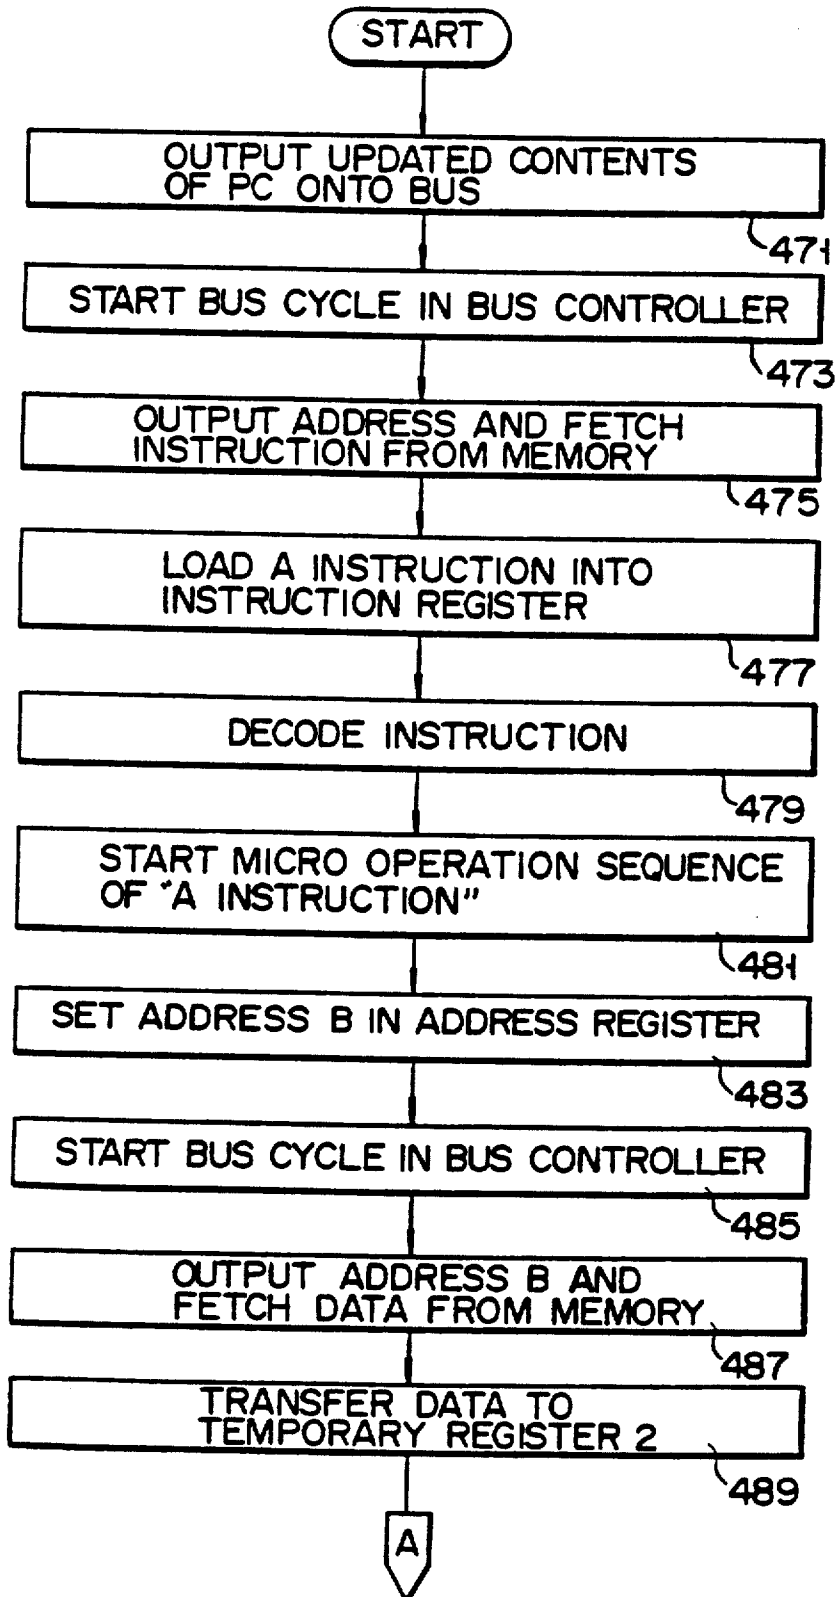 START
OUTPUT UPDATED CONTENTS
OF PC ONTO BUS
471
START BUS CYCLE IN BUS CONTROLLER
473
OUTPUT ADDRESS AND FETCH
INSTRUCTION FROM MEMORY
475
LOAD A INSTRUCTION INTO
INSTRUCTION REGISTER
477
DECODE INSTRUCTION
479
START MICRO OPERATION SEQUENCE
OF "A INSTRUCTION"
481
SET ADDRESS B IN ADDRESS REGISTER
483
START BUS CYCLE IN BUS CONTROLLER
485
OUTPUT ADDRESS B AND
FETCH DATA FROM MEMORY
487
TRANSFER DATA TO
TEMPORARY REGISTER 2
489
A